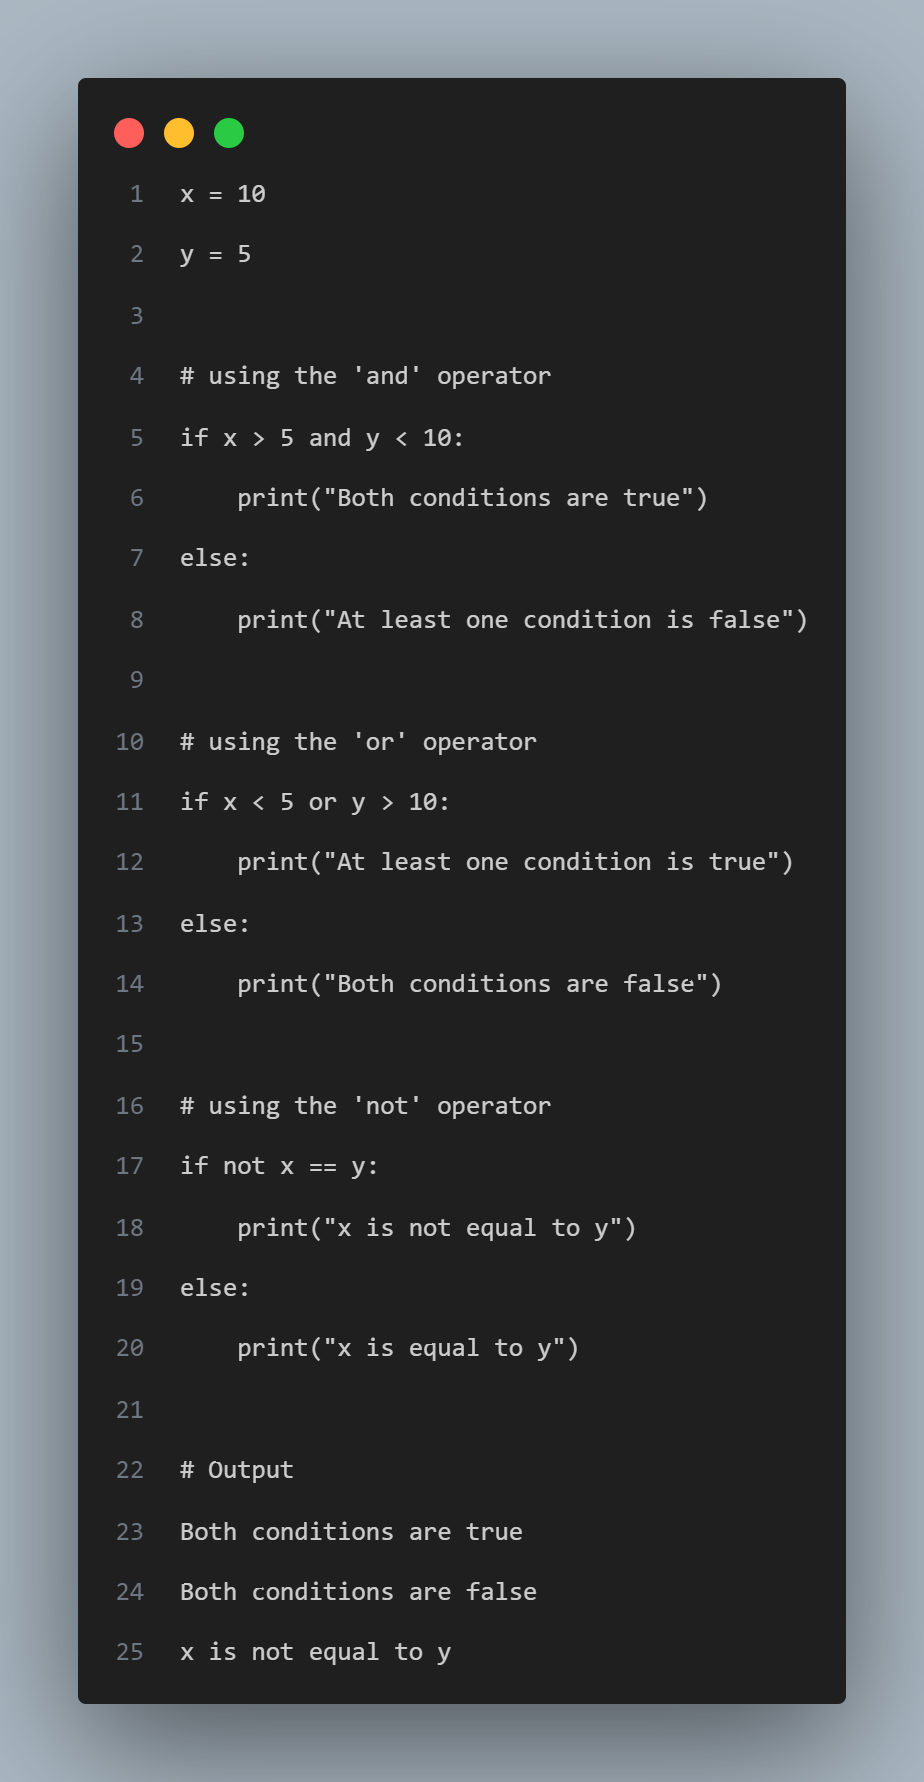 1 x = 10
2 y = 5
3
4 # using the 'and' operator
5 if x > 5 and y < 10:
6     print("Both conditions are true")
7 else:
8     print("At least one condition is false")
9
10 # using the 'or' operator
11 if x < 5 or y > 10:
12     print("At least one condition is true")
13 else:
14     print("Both conditions are false")
15
16 # using the 'not' operator
17 if not x == y:
18     print("x is not equal to y")
19 else:
20     print("x is equal to y")
21
22 # Output
23 Both conditions are true
24 Both conditions are false
25 x is not equal to y